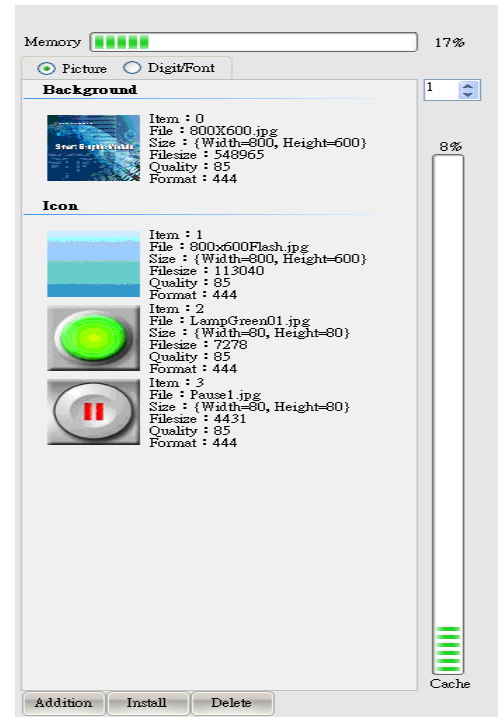 Memory 17%
Picture Digit/Font
Background
1
8%
Smart Graphic Module
Item：0
File：800X600.jpg
Size：{Width=800, Height=600}
Filesize：548965
Quality：85
Format：444
Icon
Item：1
File：800x600Flash.jpg
Size：{Width=800, Height=600}
Filesize：113040
Quality：85
Format：444
Item：2
File：LampGreen01.jpg
Size：{Width=80, Height=80}
Filesize：7278
Quality：85
Format：444
Item：3
File：Pause1.jpg
Size：{Width=80, Height=80}
Filesize：4431
Quality：85
Format：444
Cache
Addition Install Delete